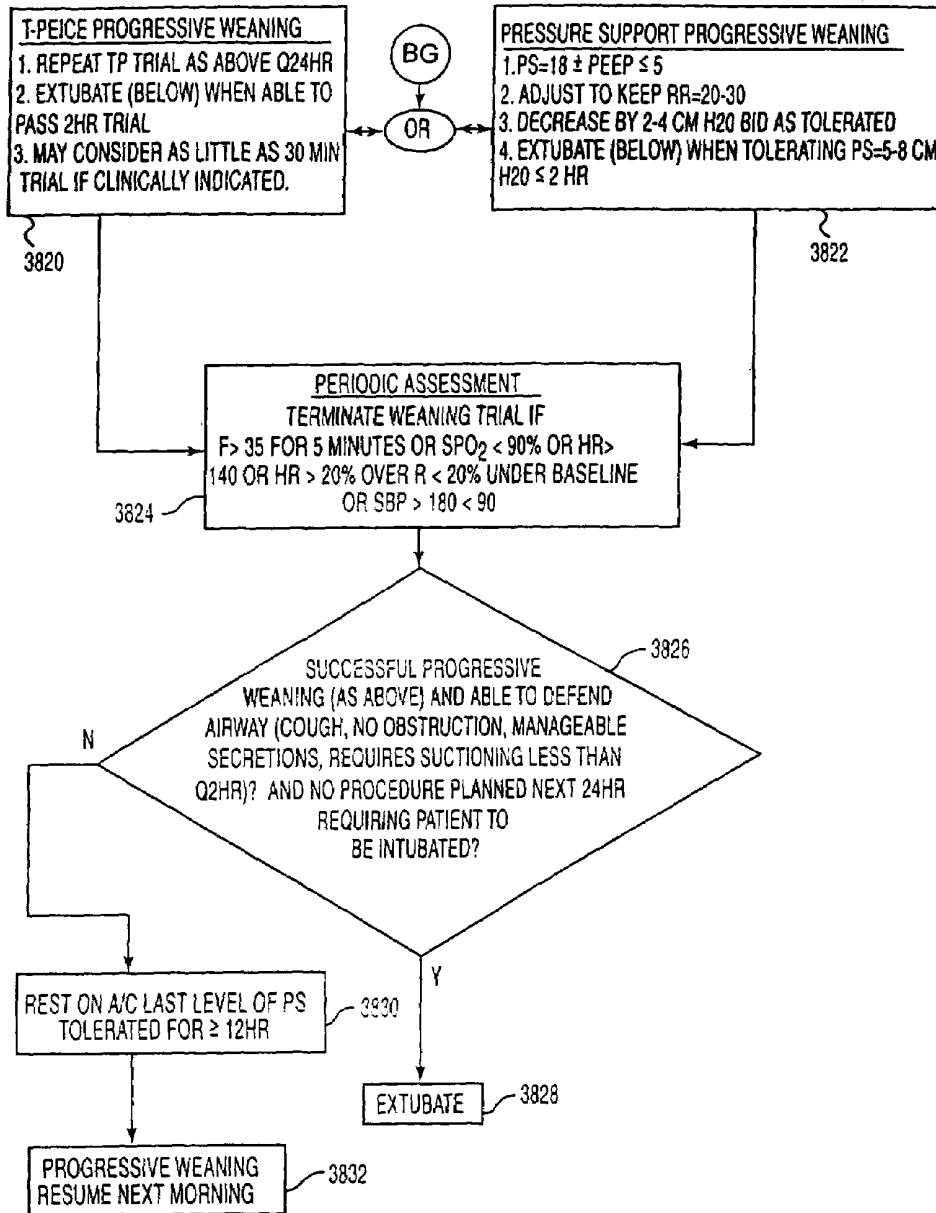 T-PEICE PROGRESSIVE WEANING
1. REPEAT TP TRIAL AS ABOVE Q24HR
2. EXTUBATE (BELOW) WHEN ABLE TO
PASS 2HR TRIAL
3. MAY CONSIDER AS LITTLE AS 30 MIN
TRIAL IF CLINICALLY INDICATED.
3820
BG
OR
PRESSURE SUPPORT PROGRESSIVE WEANING
1.PS=18 ± PEEP ≤ 5
2. ADJUST TO KEEP RR=20-30
3. DECREASE BY 2-4 CM H20 BID AS TOLERATED
4. EXTUBATE (BELOW) WHEN TOLERATING PS=5-8 CM
H20 ≤ 2 HR
3822
PERIODIC ASSESSMENT
TERMINATE WEANING TRIAL IF
F> 35 FOR 5 MINUTES OR SPO₂ < 90% OR HR>
140 OR HR > 20% OVER R < 20% UNDER BASELINE
OR SBP > 180 < 90
3824
SUCCESSFUL PROGRESSIVE
WEANING (AS ABOVE) AND ABLE TO DEFEND
AIRWAY (COUGH, NO OBSTRUCTION, MANAGEABLE
SECRETIONS, REQUIRES SUCTIONING LESS THAN
Q2HR)? AND NO PROCEDURE PLANNED NEXT 24HR
REQUIRING PATIENT TO
BE INTUBATED?
3826
N
Y
REST ON A/C LAST LEVEL OF PS
TOLERATED FOR ≥ 12HR
3830
EXTUBATE
3828
PROGRESSIVE WEANING
RESUME NEXT MORNING
3832